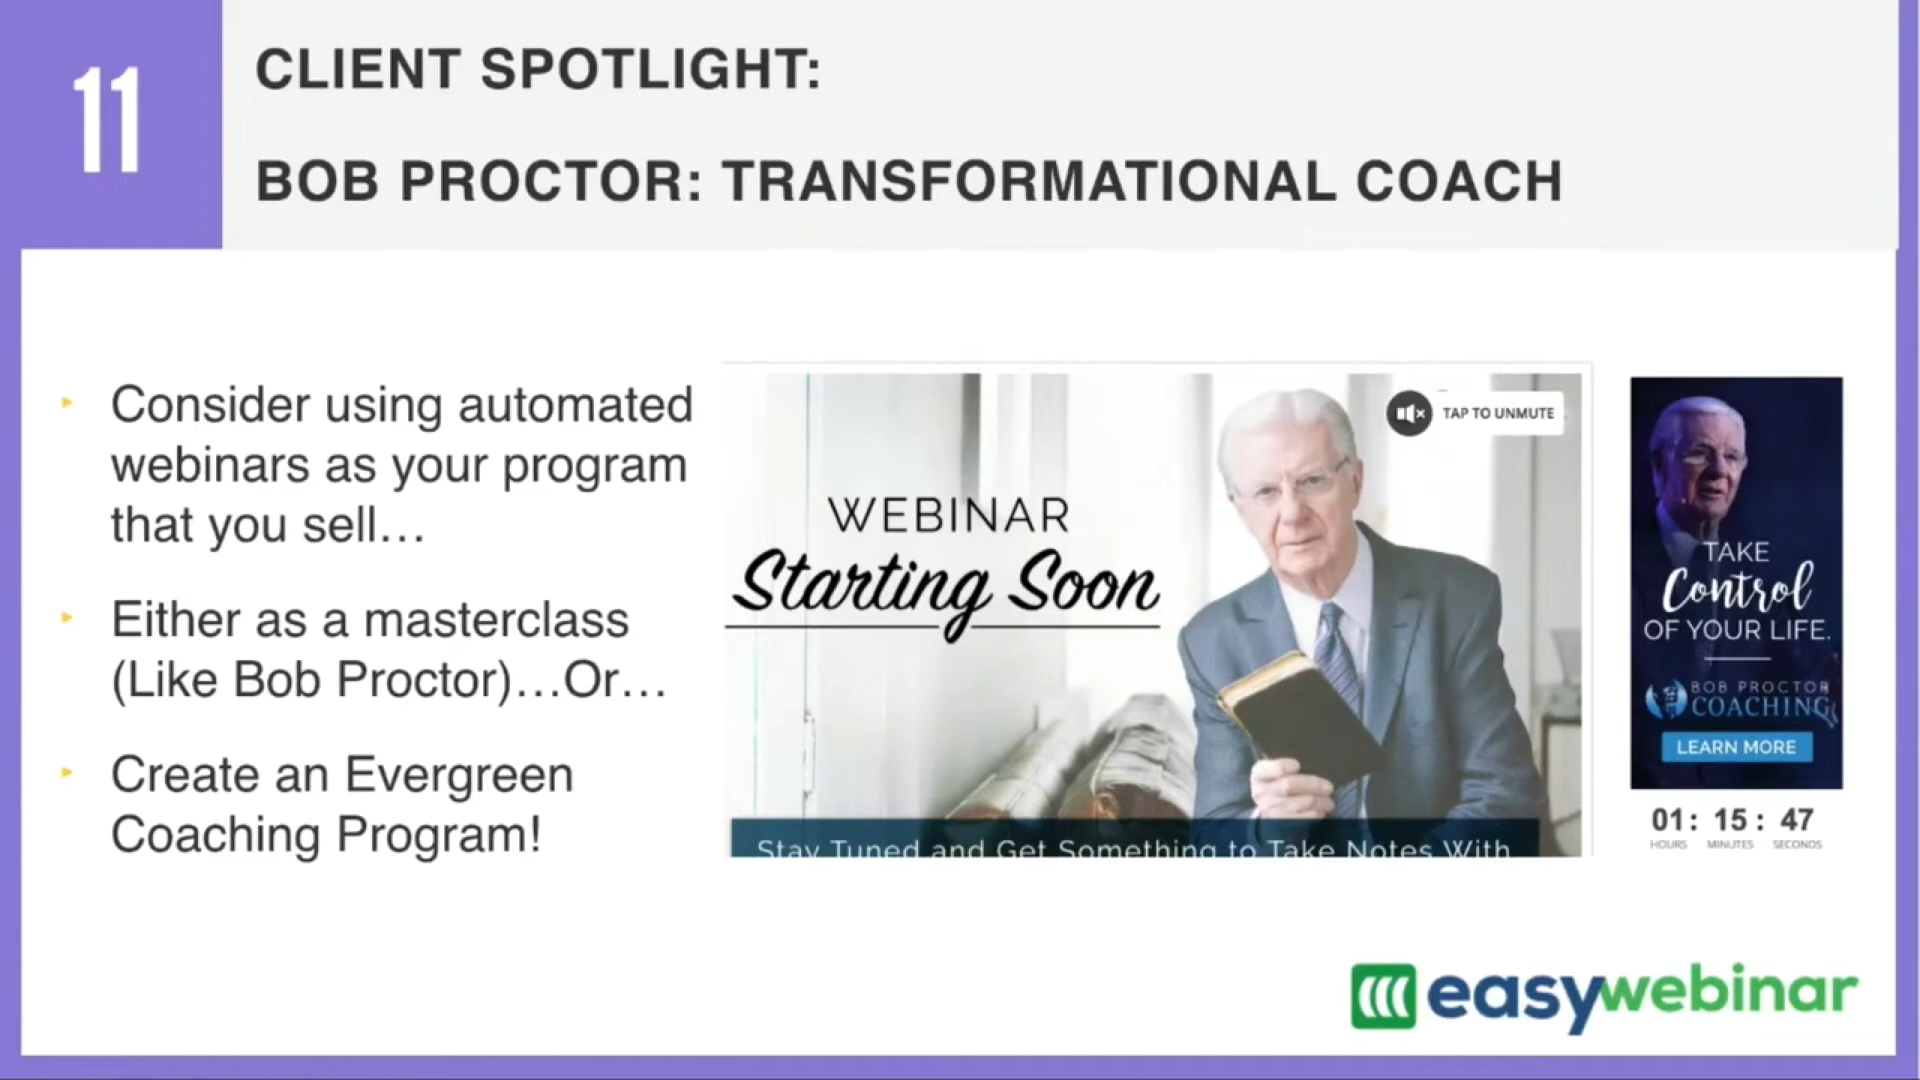 11
CLIENT SPOTLIGHT:
BOB PROCTOR: TRANSFORMATIONAL COACH
Consider using automated
webinars as your program
that you sell…
Either as a masterclass
(Like Bob Proctor)…Or…
Create an Evergreen
Coaching Program!
WEBINAR
Starting Soon
TAP TO UNMUTE
Stay Tuned and Get Something to Take Notes With
TAKE
Control
OF YOUR LIFE.
BOB PROCTOR
COACHING
LEARN MORE
01: 15: 47
HOURS MINUTES SECONDS
easywebinar